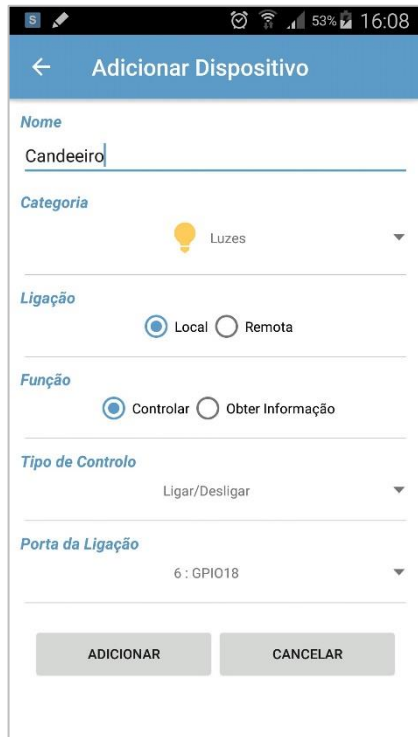 S 53% 16:08
Adicionar Dispositivo
Nome
Candeeiro
Categoria
Luzes
Ligação
Local Remota
Função
Controlar Obter Informação
Tipo de Controlo
Ligar/Desligar
Porta da Ligação
6 : GPIO18
ADICIONAR CANCELAR